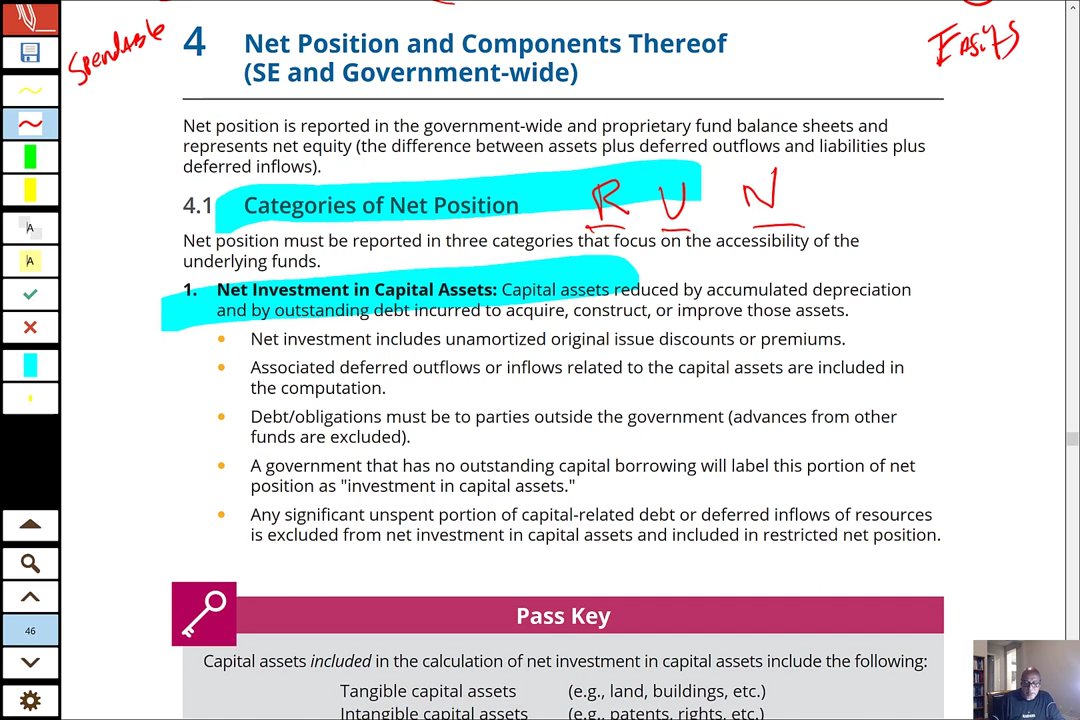 Spendable
4 Net Position and Components Thereof
(SE and Government-wide)
Net position is reported in the government-wide and proprietary fund balance sheets and
represents net equity (the difference between assets plus deferred outflows and liabilities plus
deferred inflows).
4.1 Categories of Net Position R U N
Net position must be reported in three categories that focus on the accessibility of the
underlying funds.
1. Net Investment in Capital Assets: Capital assets reduced by accumulated depreciation
and by outstanding debt incurred to acquire, construct, or improve those assets.
• Net investment includes unamortized original issue discounts or premiums.
• Associated deferred outflows or inflows related to the capital assets are included in
the computation.
• Debt/obligations must be to parties outside the government (advances from other
funds are excluded).
• A government that has no outstanding capital borrowing will label this portion of net
position as "investment in capital assets."
• Any significant unspent portion of capital-related debt or deferred inflows of resources
is excluded from net investment in capital assets and included in restricted net position.
Pass Key
Capital assets included in the calculation of net investment in capital assets include the following:
Tangible capital assets (e.g., land, buildings, etc.)
Intangible capital assets (e.g., patents, rights, etc.)
A
A
46